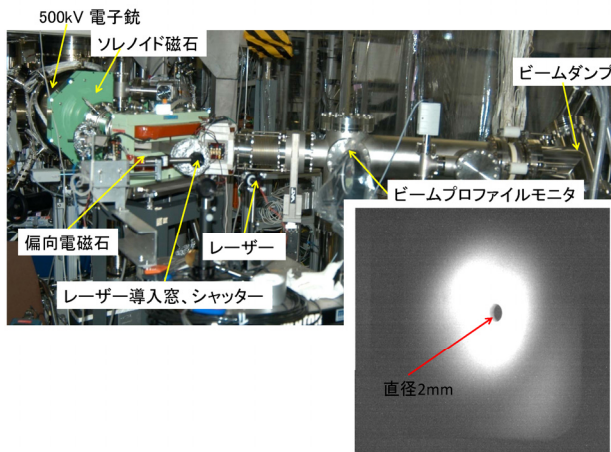 500kV 電子銃
ソレノイド磁石
ビームダンプ
ビームプロファイルモニタ
偏向電磁石
レーザー
レーザー導入窓、シャッター
直径2mm